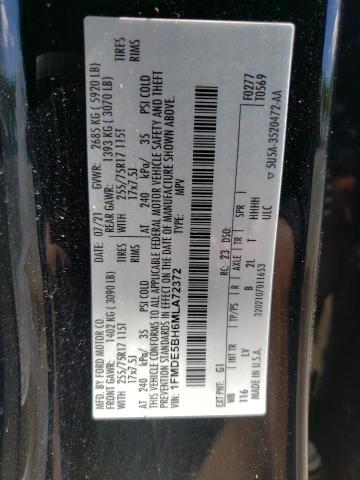 MFD. BY FORD MOTOR CO.
DATE: 07/21 GVWR: 2685 KG ( 5920 LB)
FRONT GAWR: 1402 KG ( 3090 LB) REAR GAWR: 1393 KG ( 3070 LB)
255/75R17 115T 255/75R17 115T TIRES
17x7.5J 17x7.5J RIMS
AT 240 kPa/ 35 PSI COLD AT 240 kPa/ 35 PSI COLD
THIS VEHICLE CONFORMS TO ALL APPLICABLE FEDERAL MOTOR VEHICLE SAFETY AND THEFT
PREVENTION STANDARDS IN EFFECT ON THE DATE OF MANUFACTURE SHOWN ABOVE.
VIN: 1FMDE5BH6MLA72372
TYPE: MPV
F0277
T0569
EXT PNT: G1 RC: 23 DSO:
WB INT TR TP/PS R AXLE TR SPR
116 LV B 2L T HHHH
ULC
MADE IN U.S.A. 3202107011653
5U5A-3520472-AA